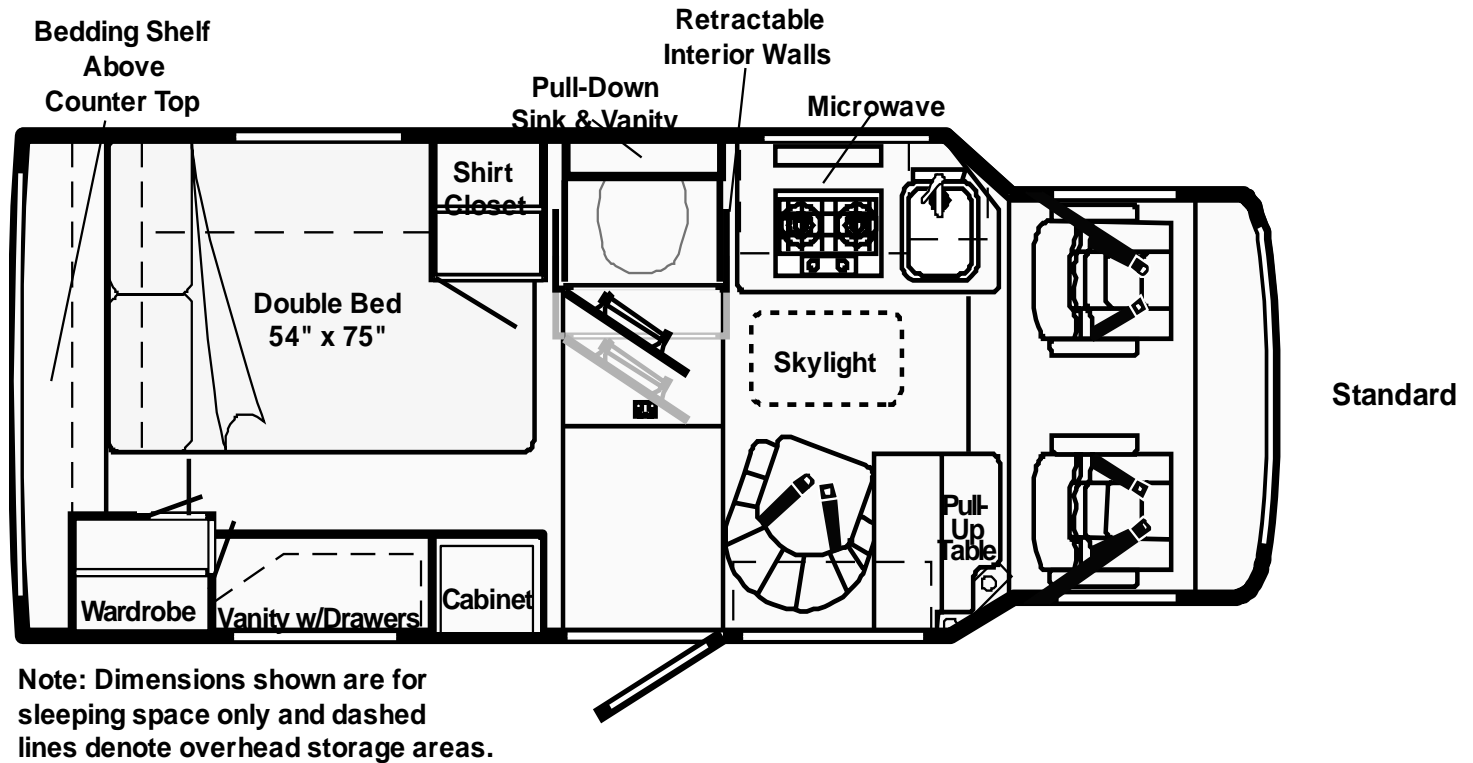 Bedding Shelf
Above
Counter Top
Pull-Down
Sink & Vanity
Retractable
Interior Walls
Microwave
Shirt
Closet
Double Bed
54" x 75"
Skylight
Standard
Pull-
Up
Table
Wardrobe
Vanity w/Drawers
Cabinet
Note: Dimensions shown are for
sleeping space only and dashed
lines denote overhead storage areas.